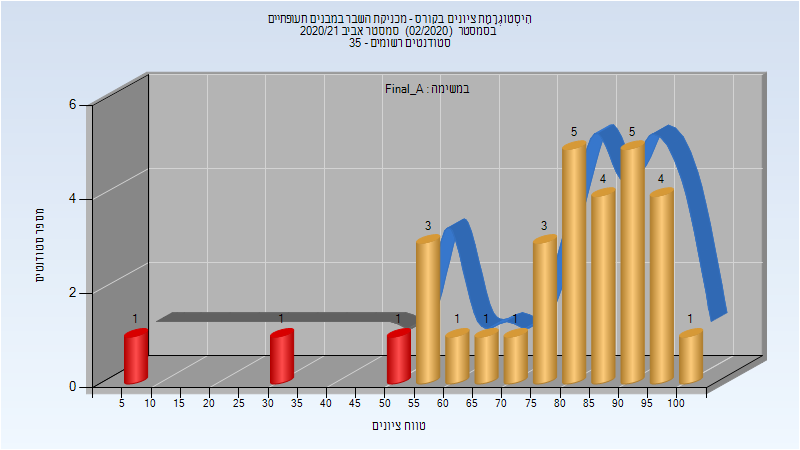 הִיסְטוֹגְרָמַת ציונים בקורס - מכניקת השבר במבנים תעופתיים
בסמסטר (02/2020) סמסטר אביב 2020/21
סטודנטים רשומים - 35
במשימה : Final_A
מספר סטודנטים
6
4
2
0
1 1 1 3 1 1 1 3 5 4 5 4 1
5 10 15 20 25 30 35 40 45 50 55 60 65 70 75 80 85 90 95 100
טווח ציונים